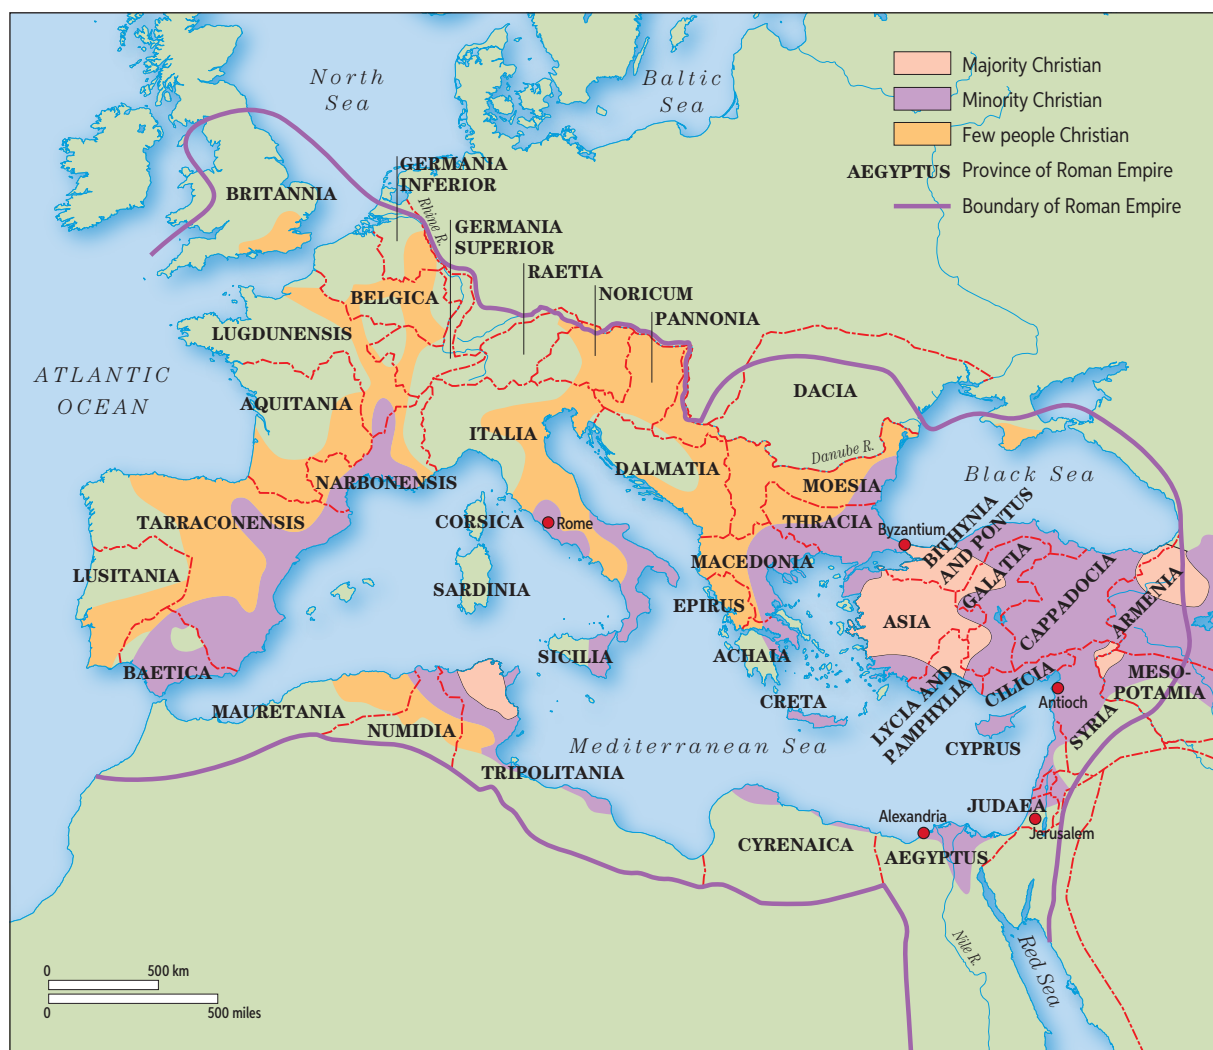 North
Sea
Baltic
Sea
Majority Christian
Minority Christian
Few people Christian
AEGYPTUS Province of Roman Empire
Boundary of Roman Empire
GERMANIA
INFERIOR
BRITANNIA
Rhine R.
GERMANIA
SUPERIOR
RAETIA
NORICUM
PANNONIA
BELGICA
LUGDUNENSIS
ATLANTIC
OCEAN
AQUITANIA
DACIA
ITALIA
Danube R.
DALMATIA
MOESIA
Black Sea
NARBONENSIS
TARRACONENSIS
CORSICA
Rome
THRACIA
Byzantium
BITHYNIA
AND PONTUS
LUSITANIA
SARDINIA
MACEDONIA
GALATIA
CAPPADOCIA
ARMENIA
EPIRUS
ASIA
BAETICA
SICILIA
ACHAIA
LYCIA AND
PAMPHYLIA
CILICIA
MESO-
POTAMIA
Antioch
CRETA
SYRIA
MAURETANIA
NUMIDIA
Mediterranean Sea
CYPRUS
TRIPOLITANIA
JUDAEA
Jerusalem
Alexandria
CYRENAICA
AEGYPTUS
Nile R.
Red Sea
0 500 km
0 500 miles